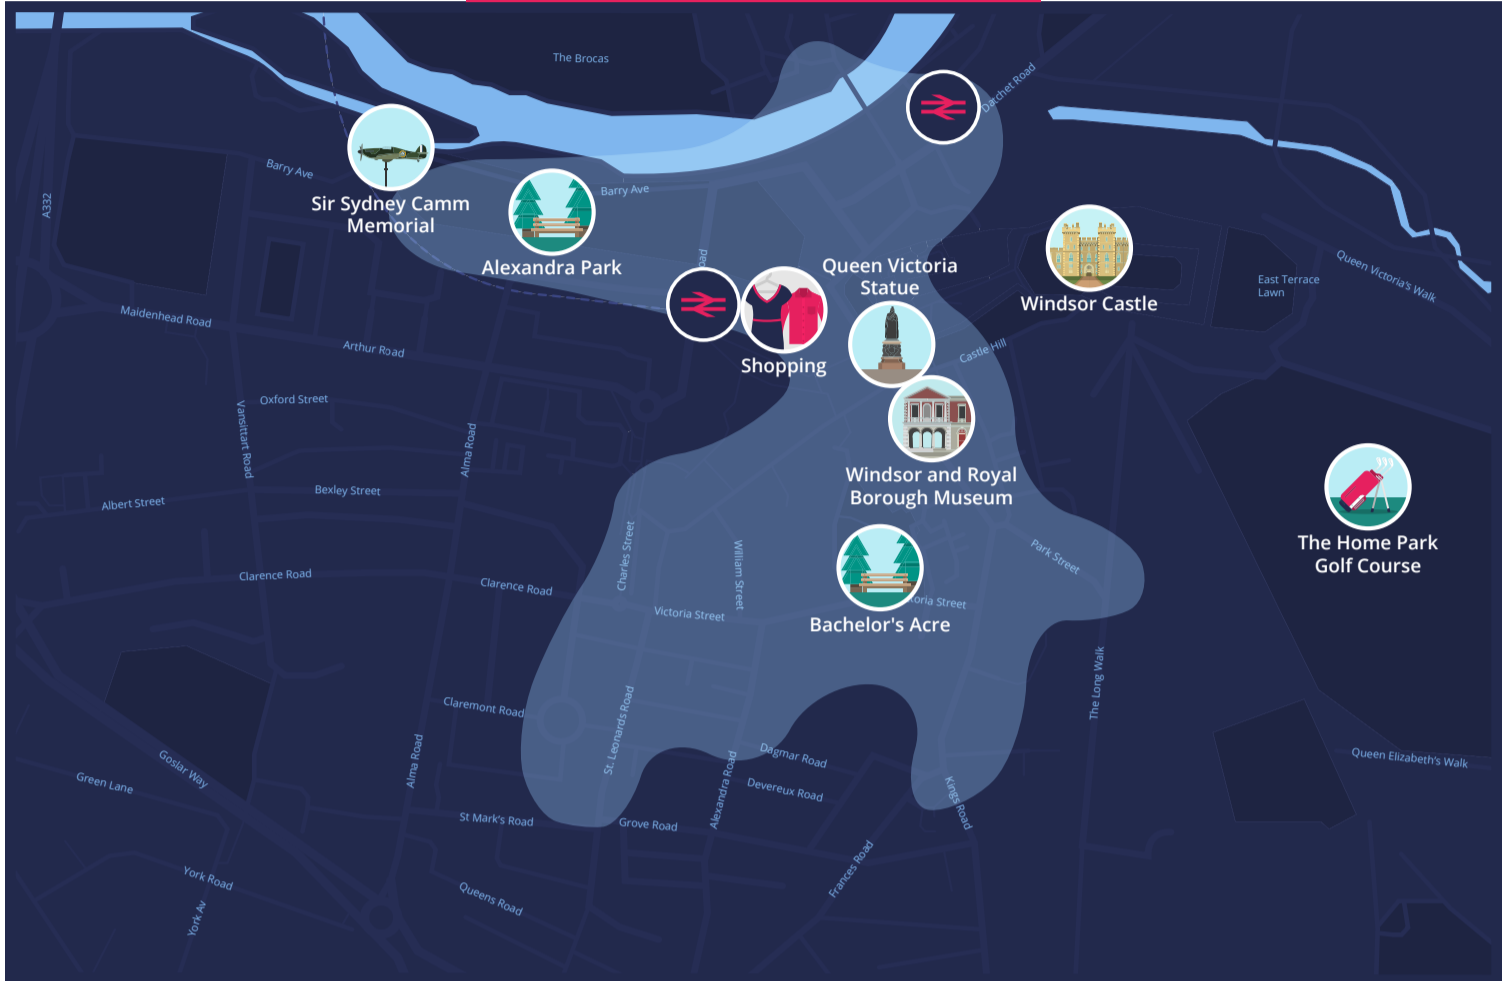 The Brocas
Datchet Road
Barry Ave
Sir Sydney Camm
Memorial
A332
Barry Ave
Alexandra Park
Queen Victoria
Statue
Windsor Castle
East Terrace
Lawn
Queen Victoria's Walk
Maidenhead Road
Arthur Road
Shopping
Castle Hill
Oxford Street
Vansittart Road
Alma Road
Windsor and Royal
Borough Museum
Albert Street
Bexley Street
Charles Street
William Street
Park Street
The Home Park
Golf Course
Clarence Road
Clarence Road
Victoria Street
toria Street
Bachelor's Acre
The Long Walk
Claremont Road
St. Leonards Road
Alma Road
Goslar Way
Green Lane
Dagmar Road
Devereux Road
Alexandra Road
Kings Road
Queen Elizabeth's Walk
St Mark's Road
Grove Road
Frances Road
York Road
York Av
Queens Road